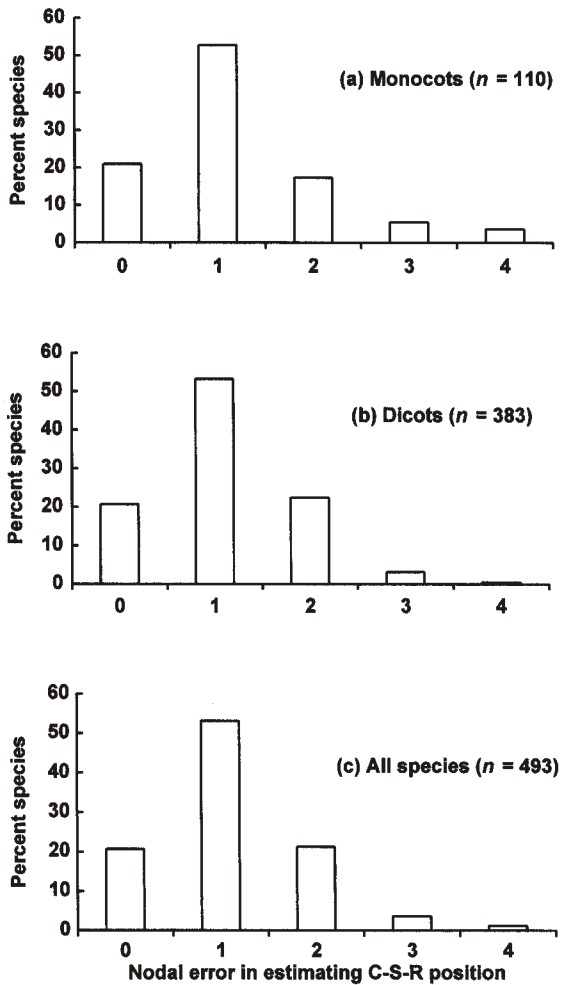 60
50
40
30
20
10
0
Percent species
(a) Monocots (n = 110)
0 1 2 3 4
60
50
40
30
20
10
0
Percent species
(b) Dicots (n = 383)
0 1 2 3 4
60
50
40
30
20
10
0
Percent species
(c) All species (n = 493)
0 1 2 3 4
Nodal error in estimating C-S-R position